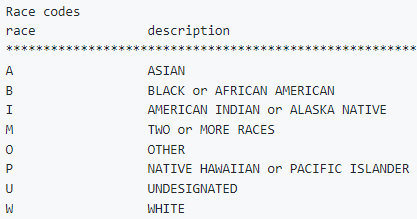 Race codes
race description
****************************************************************
A ASIAN
B BLACK or AFRICAN AMERICAN
I AMERICAN INDIAN or ALASKA NATIVE
M TWO or MORE RACES
O OTHER
P NATIVE HAWAIIAN or PACIFIC ISLANDER
U UNDESIGNATED
W WHITE